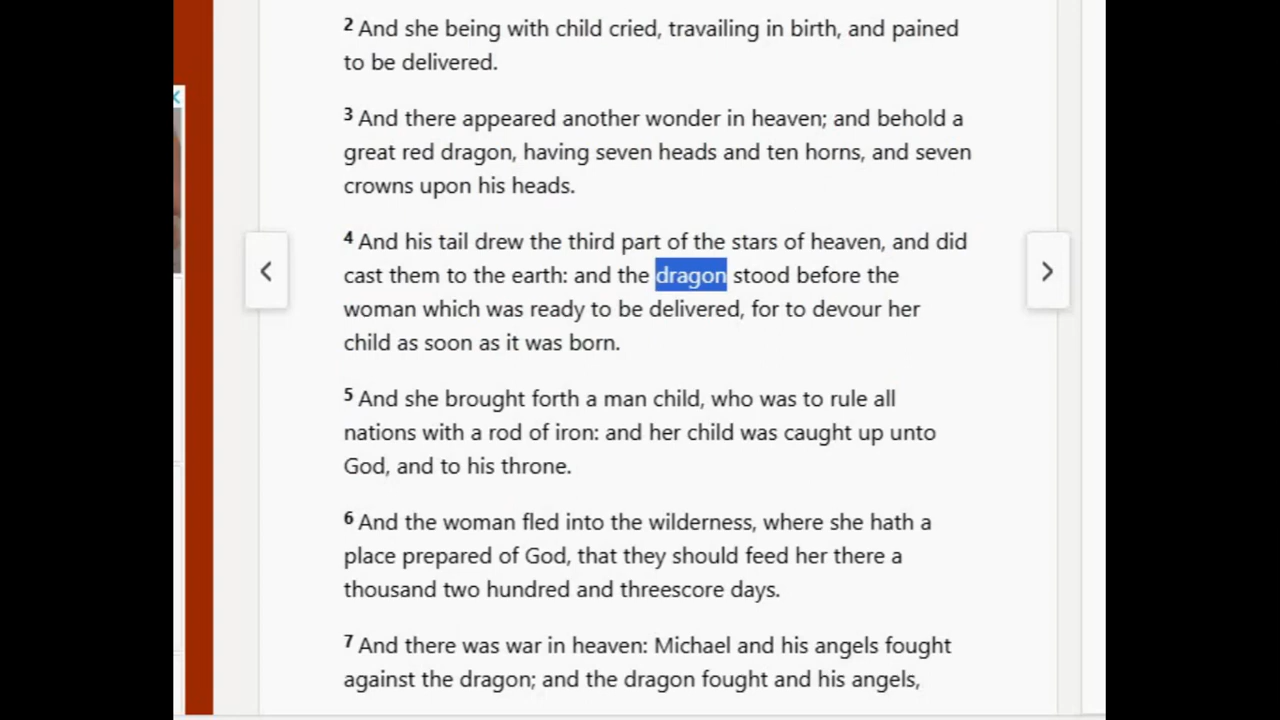 2 And she being with child cried, travailing in birth, and pained
to be delivered.
3 And there appeared another wonder in heaven; and behold a
great red dragon, having seven heads and ten horns, and seven
crowns upon his heads.
4 And his tail drew the third part of the stars of heaven, and did
cast them to the earth: and the dragon stood before the
woman which was ready to be delivered, for to devour her
child as soon as it was born.
5 And she brought forth a man child, who was to rule all
nations with a rod of iron: and her child was caught up unto
God, and to his throne.
6 And the woman fled into the wilderness, where she hath a
place prepared of God, that they should feed her there a
thousand two hundred and threescore days.
7 And there was war in heaven: Michael and his angels fought
against the dragon; and the dragon fought and his angels,